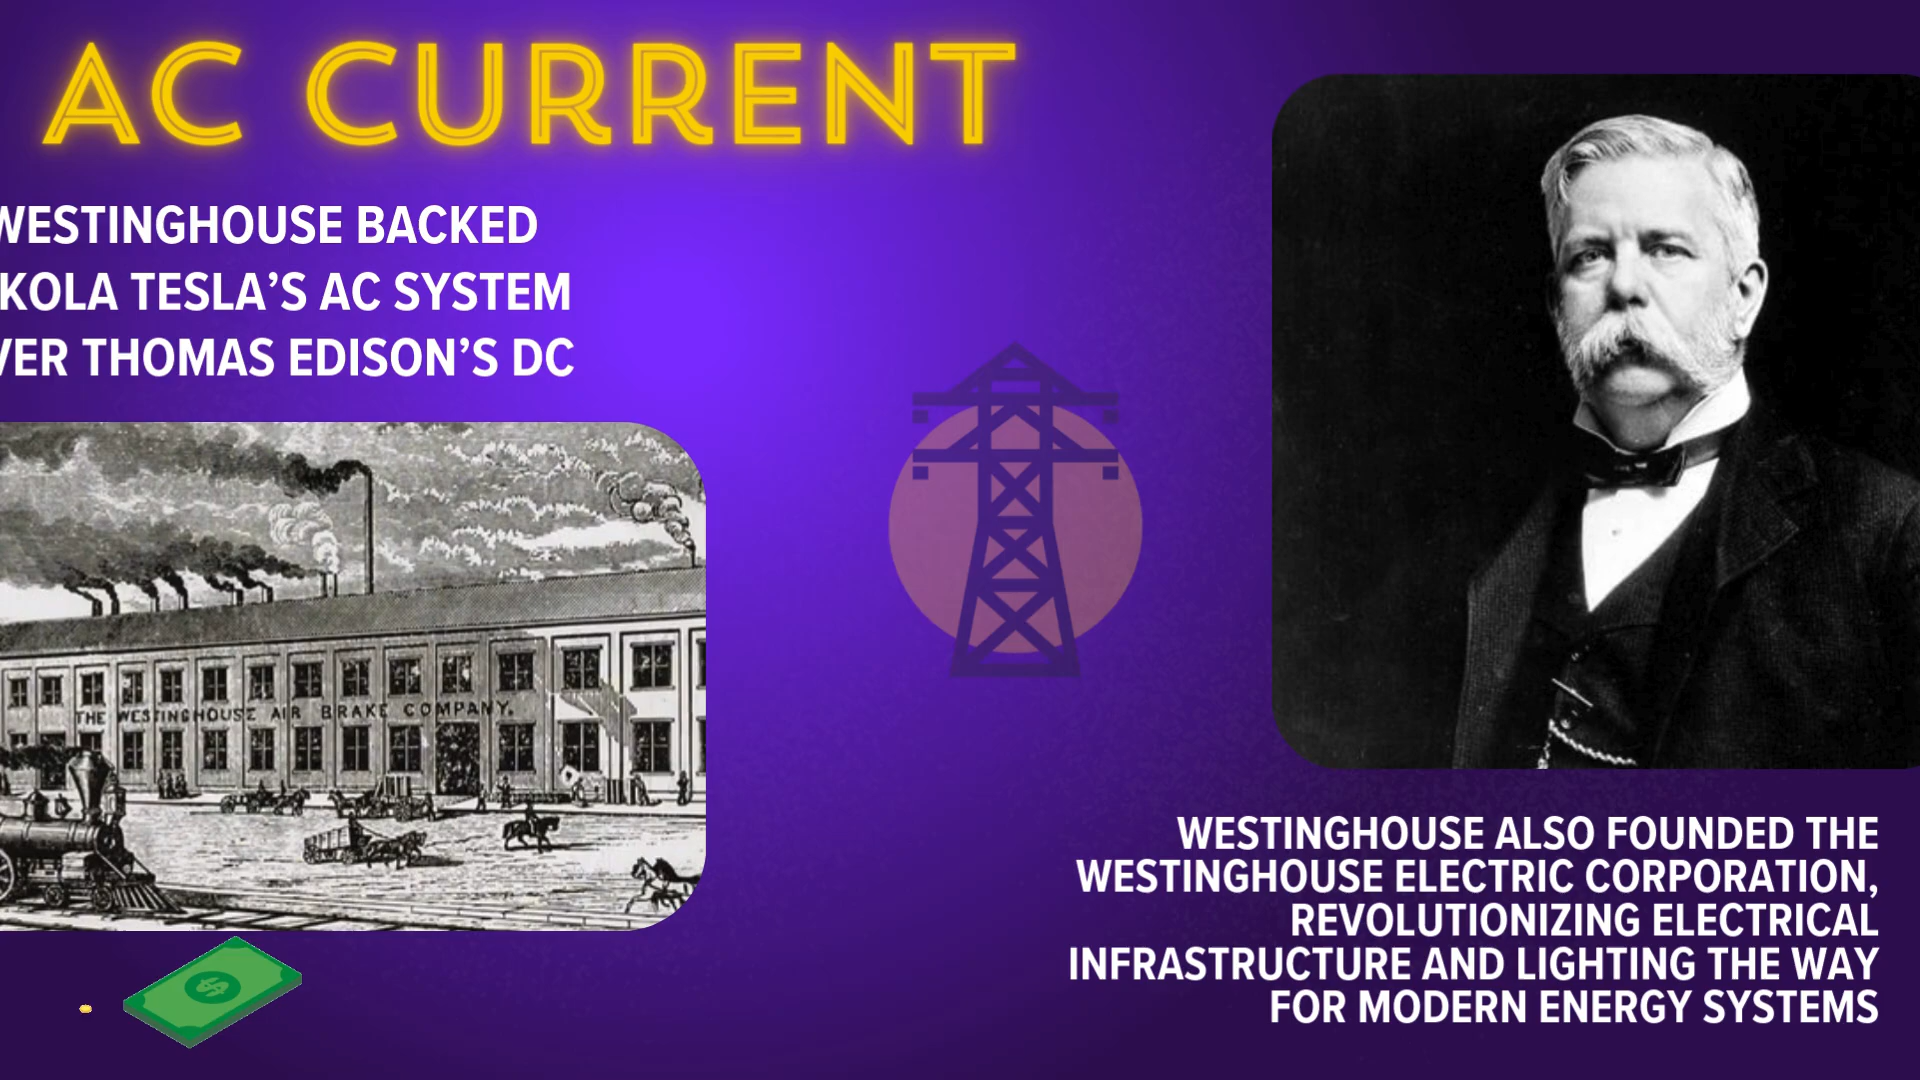 AC CURRENT
WESTINGHOUSE BACKED
KOLA TESLA'S AC SYSTEM
VER THOMAS EDISON'S DC
THE WESTINGHOUSE AIR BRAKE COMPANY.
$
WESTINGHOUSE ALSO FOUNDED THE
WESTINGHOUSE ELECTRIC CORPORATION,
REVOLUTIONIZING ELECTRICAL
INFRASTRUCTURE AND LIGHTING THE WAY
FOR MODERN ENERGY SYSTEMS